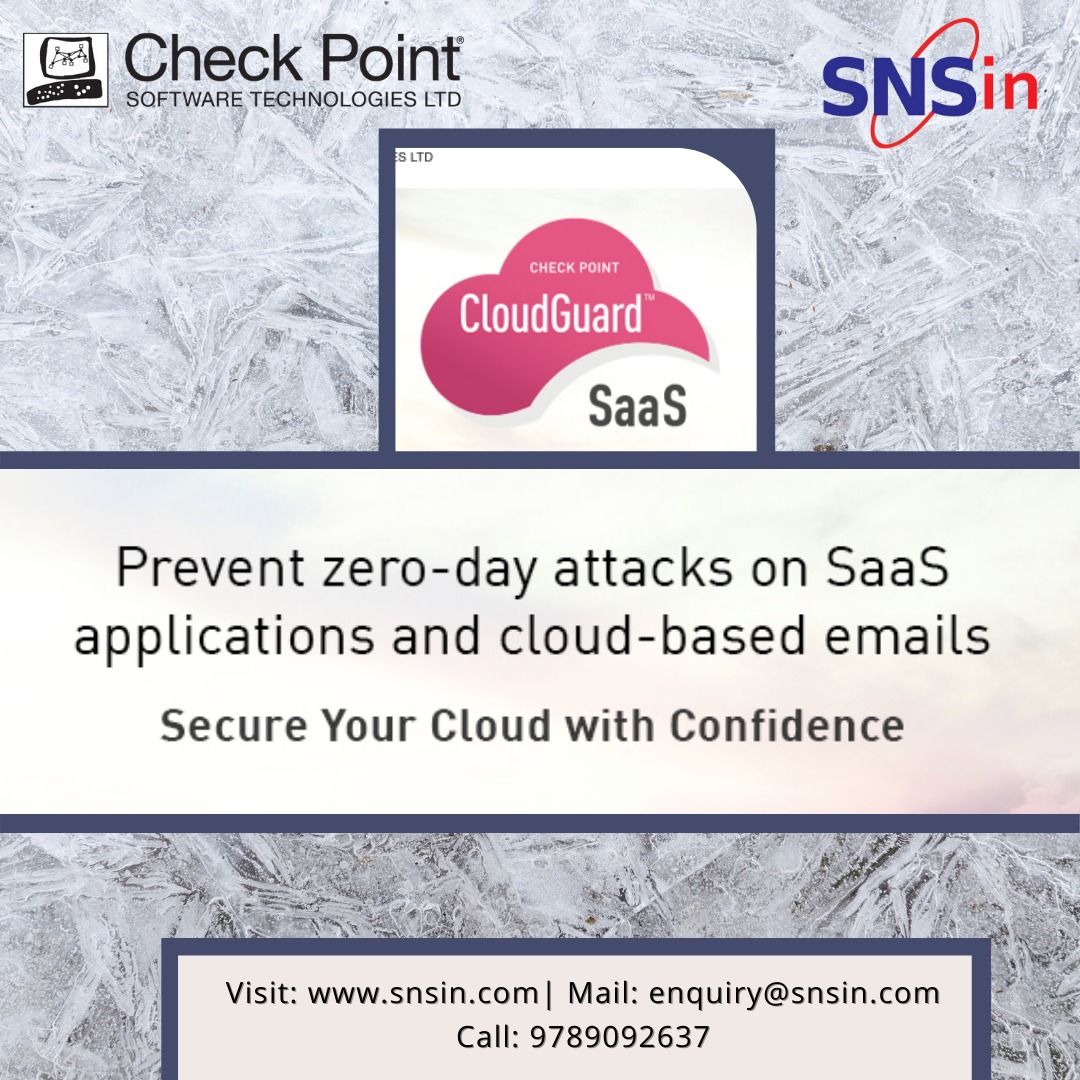 Check Point®
SOFTWARE TECHNOLOGIES LTD
SNSin
ES LTD
CHECK POINT
CloudGuard™
SaaS
Prevent zero-day attacks on SaaS
applications and cloud-based emails
Secure Your Cloud with Confidence
Visit: www.snsin.com| Mail: enquiry@snsin.com
Call: 9789092637